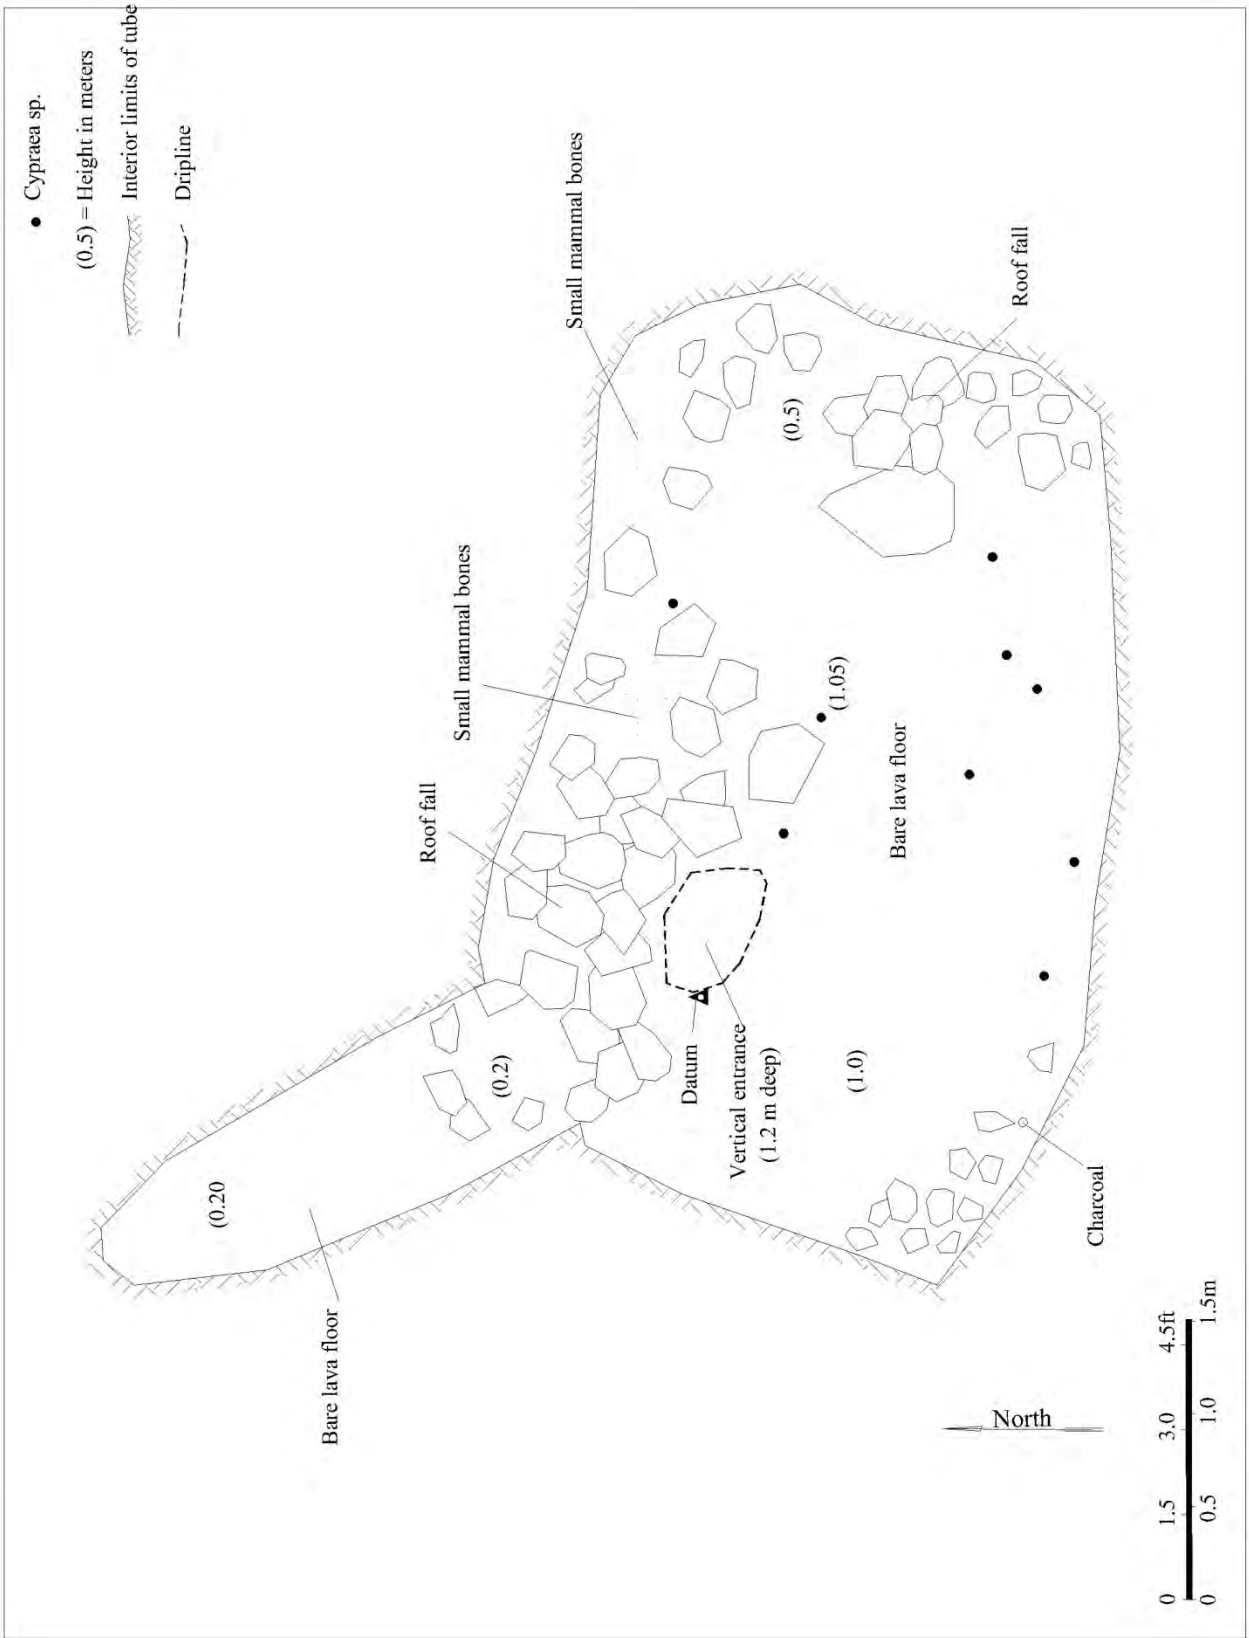 Cypraea sp.
(0.5) = Height in meters
Interior limits of tube
Dripline
Small mammal bones
Small mammal bones
Roof fall
Roof fall
(0.5)
(1.05)
Bare lava floor
(0.2)
Datum
Vertical entrance
(1.2 m deep)
(1.0)
(0.20
Bare lava floor
Charcoal
North
0 1.5 3.0 4.5ft
0 0.5 1.0 1.5m